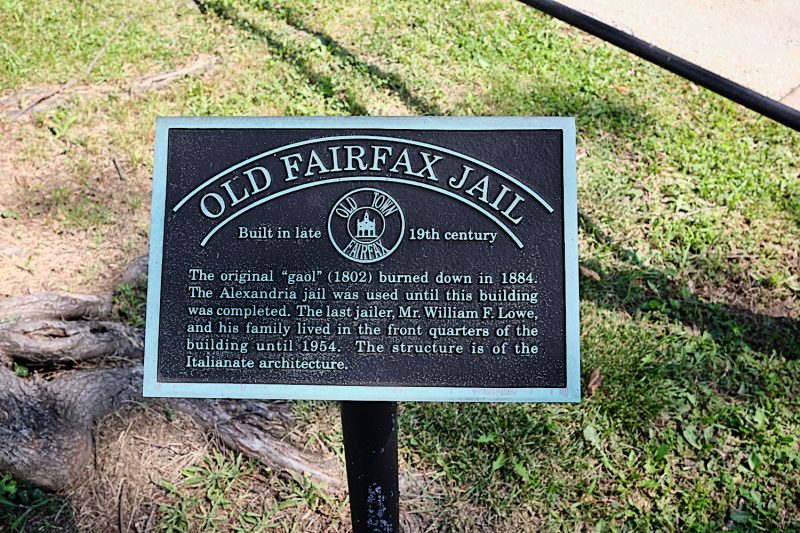 OLD FAIRFAX JAIL
Built in late
OLD TOWN
FAIRFAX
19th century
The original "gaol" (1802) burned down in 1884.
The Alexandria jail was used until this building
was completed. The last jailer, Mr. William F. Lowe,
and his family lived in the front quarters of the
building until 1954. The structure is of the
Italianate architecture.